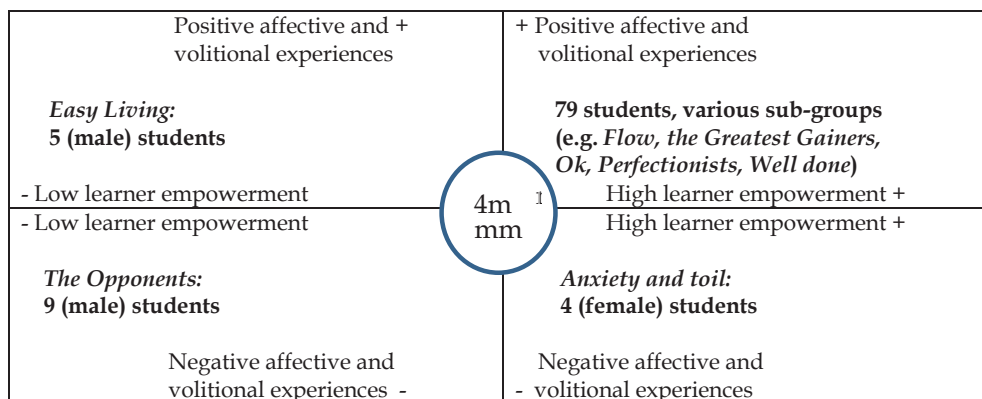 Positive affective and +
volitional experiences
Easy Living:
5 (male) students
- Low learner empowerment
+ Positive affective and
volitional experiences
79 students, various sub-groups
(e.g. Flow, the Greatest Gainers,
Ok, Perfectionists, Well done)
High learner empowerment +
4m
mm
- Low learner empowerment
The Opponents:
9 (male) students
Negative affective and
volitional experiences -
High learner empowerment +
Anxiety and toil:
4 (female) students
Negative affective and
- volitional experiences